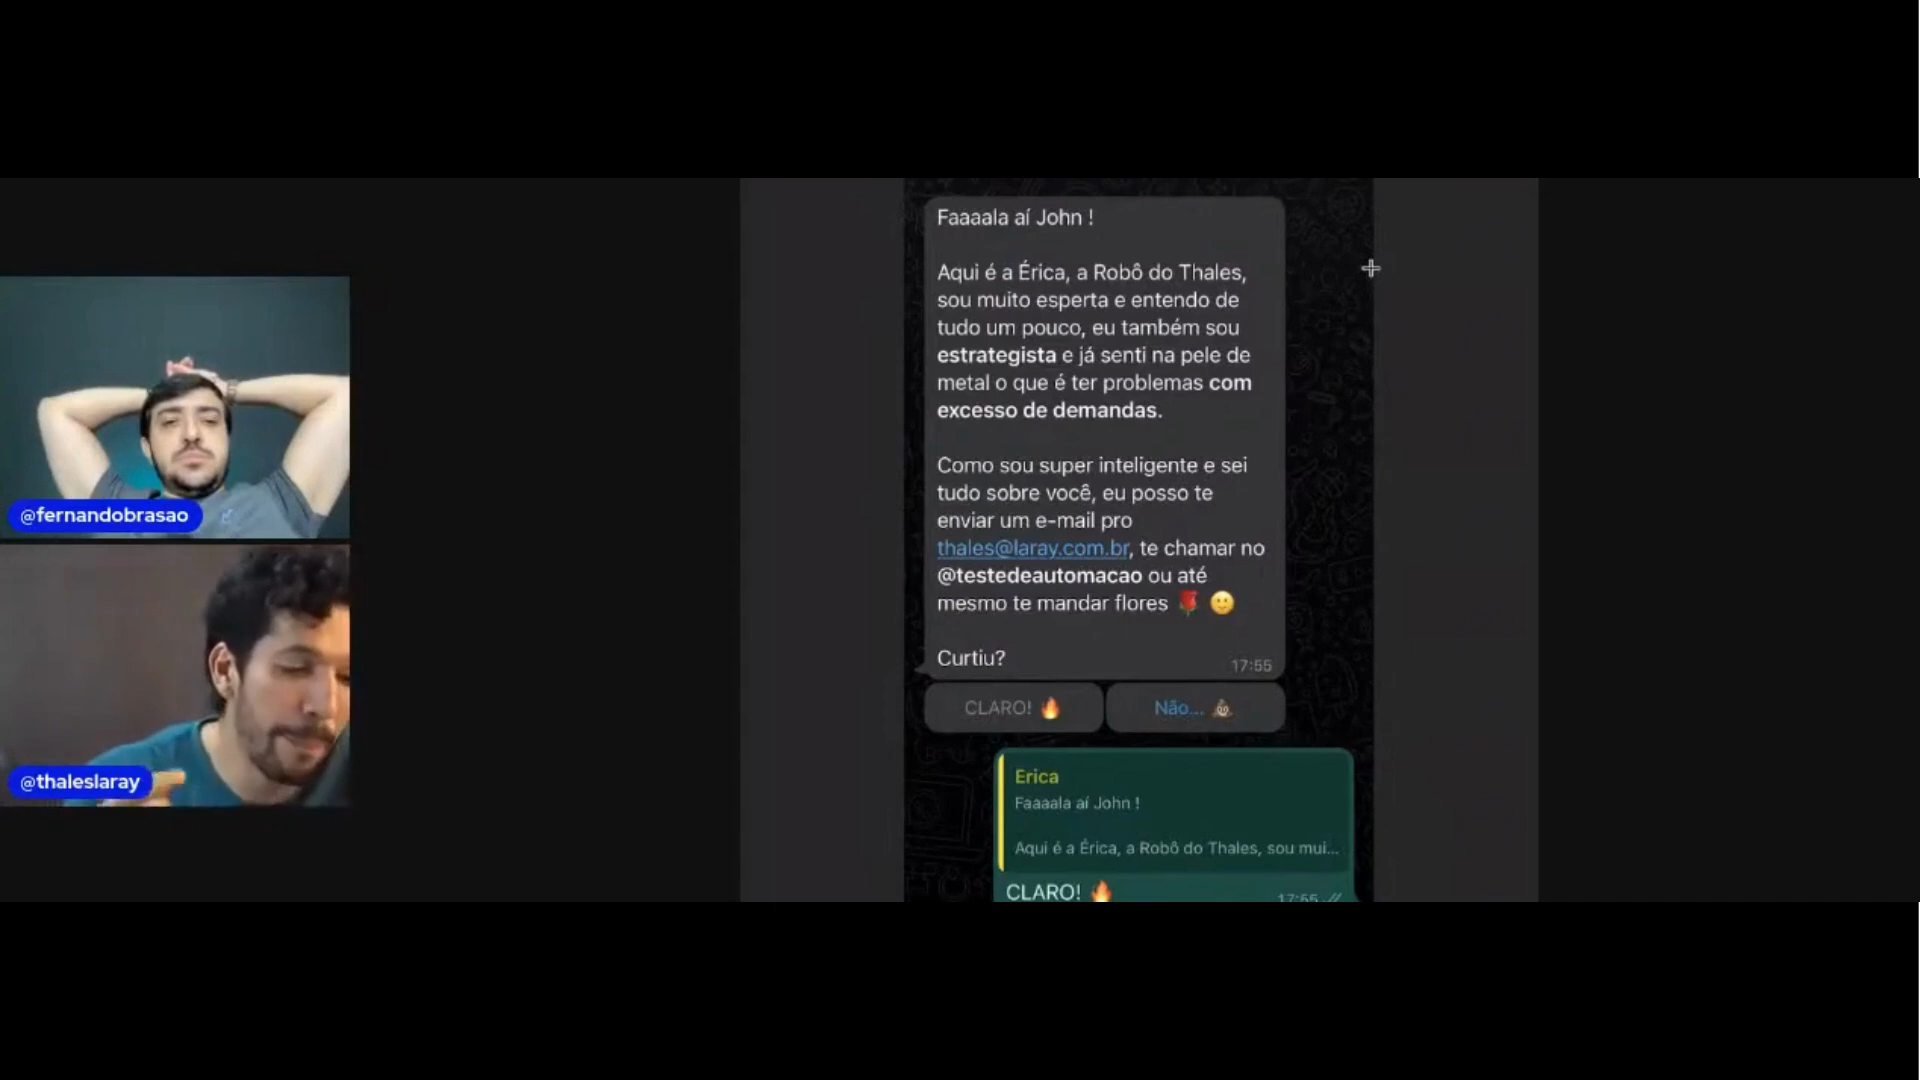 @fernandobrasao
@thaleslaray
Faaaala aí John !
Aqui é a Érica, a Robô do Thales,
sou muito esperta e entendo de
tudo um pouco, eu também sou
estrategista e já senti na pele de
metal o que é ter problemas com
excesso de demandas.
Como sou super inteligente e sei
tudo sobre você, eu posso te
enviar um e-mail pro
thales@laray.com.br, te chamar no
@testedeautomacao ou até
mesmo te mandar flores 🌹 🙂
Curtiu?
17:55
CLARO! 🔥
Não... 💩
Erica
Faaaala aí John !
Aqui é a Érica, a Robô do Thales, sou mui...
CLARO! 🔥
17:55